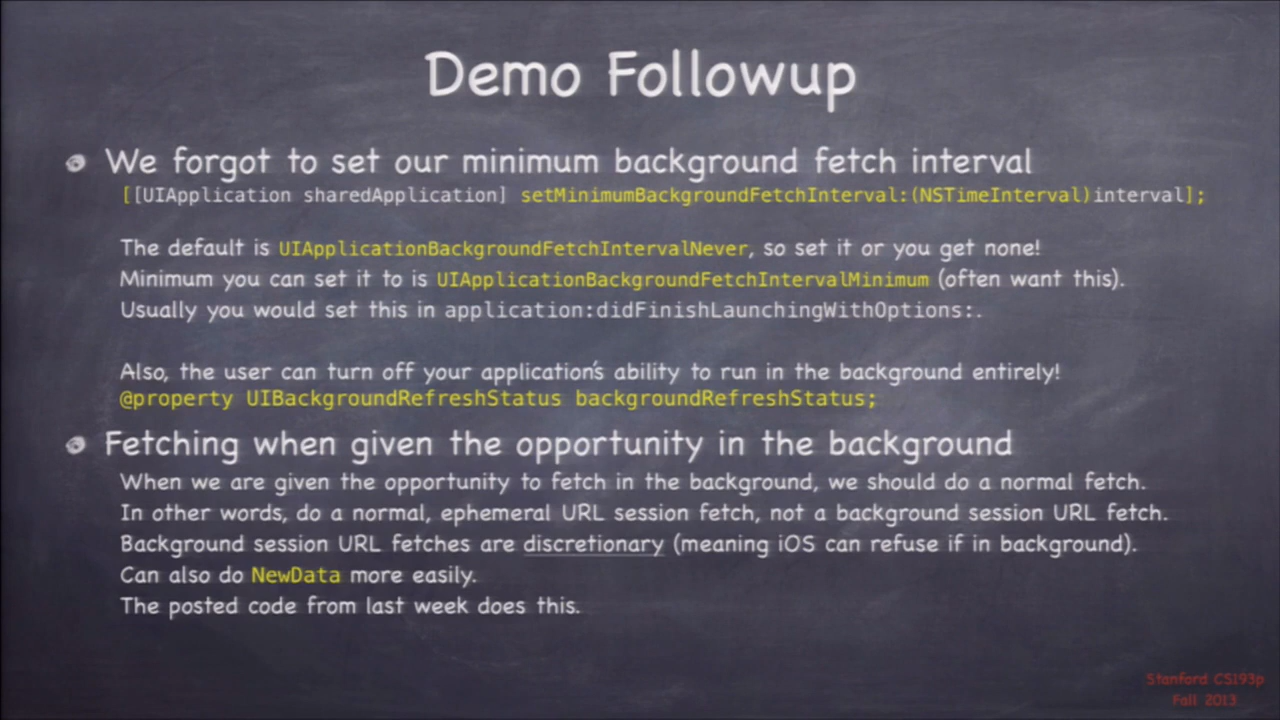 Demo Followup
We forgot to set our minimum background fetch interval
[[UIApplication sharedApplication] setMinimumBackgroundFetchInterval:(NSTimeInterval)interval];
The default is UIApplicationBackgroundFetchIntervalNever, so set it or you get none!
Minimum you can set it to is UIApplicationBackgroundFetchIntervalMinimum (often want this).
Usually you would set this in application:didFinishLaunchingWithOptions:.
Also, the user can turn off your application's ability to run in the background entirely!
@property UIBackgroundRefreshStatus backgroundRefreshStatus;
Fetching when given the opportunity in the background
When we are given the opportunity to fetch in the background, we should do a normal fetch.
In other words, do a normal, ephemeral URL session fetch, not a background session URL fetch.
Background session URL fetches are discretionary (meaning iOS can refuse if in background).
Can also do NewData more easily.
The posted code from last week does this.
Stanford CS193p
Fall 2013